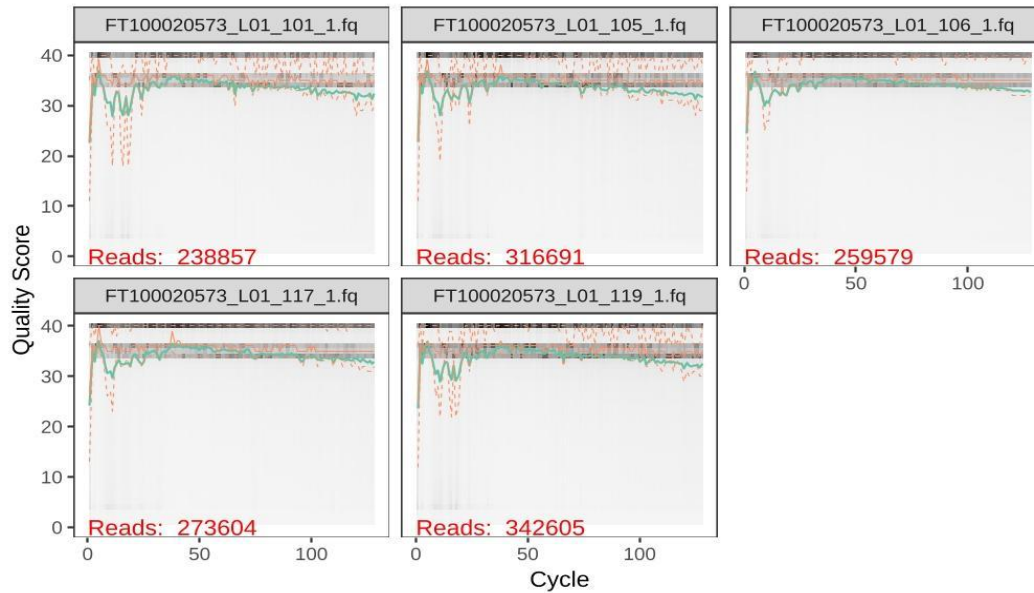 FT100020573_L01_101_1.fq
FT100020573_L01_105_1.fq
FT100020573_L01_106_1.fq
40
30
20
10
0
Reads: 238857
Reads: 316691
Reads: 259579
0
50
100
FT100020573_L01_117_1.fq
FT100020573_L01_119_1.fq
Quality Score
40
30
20
10
0
Reads: 273604
Reads: 342605
0
50
100
0
50
100
Cycle